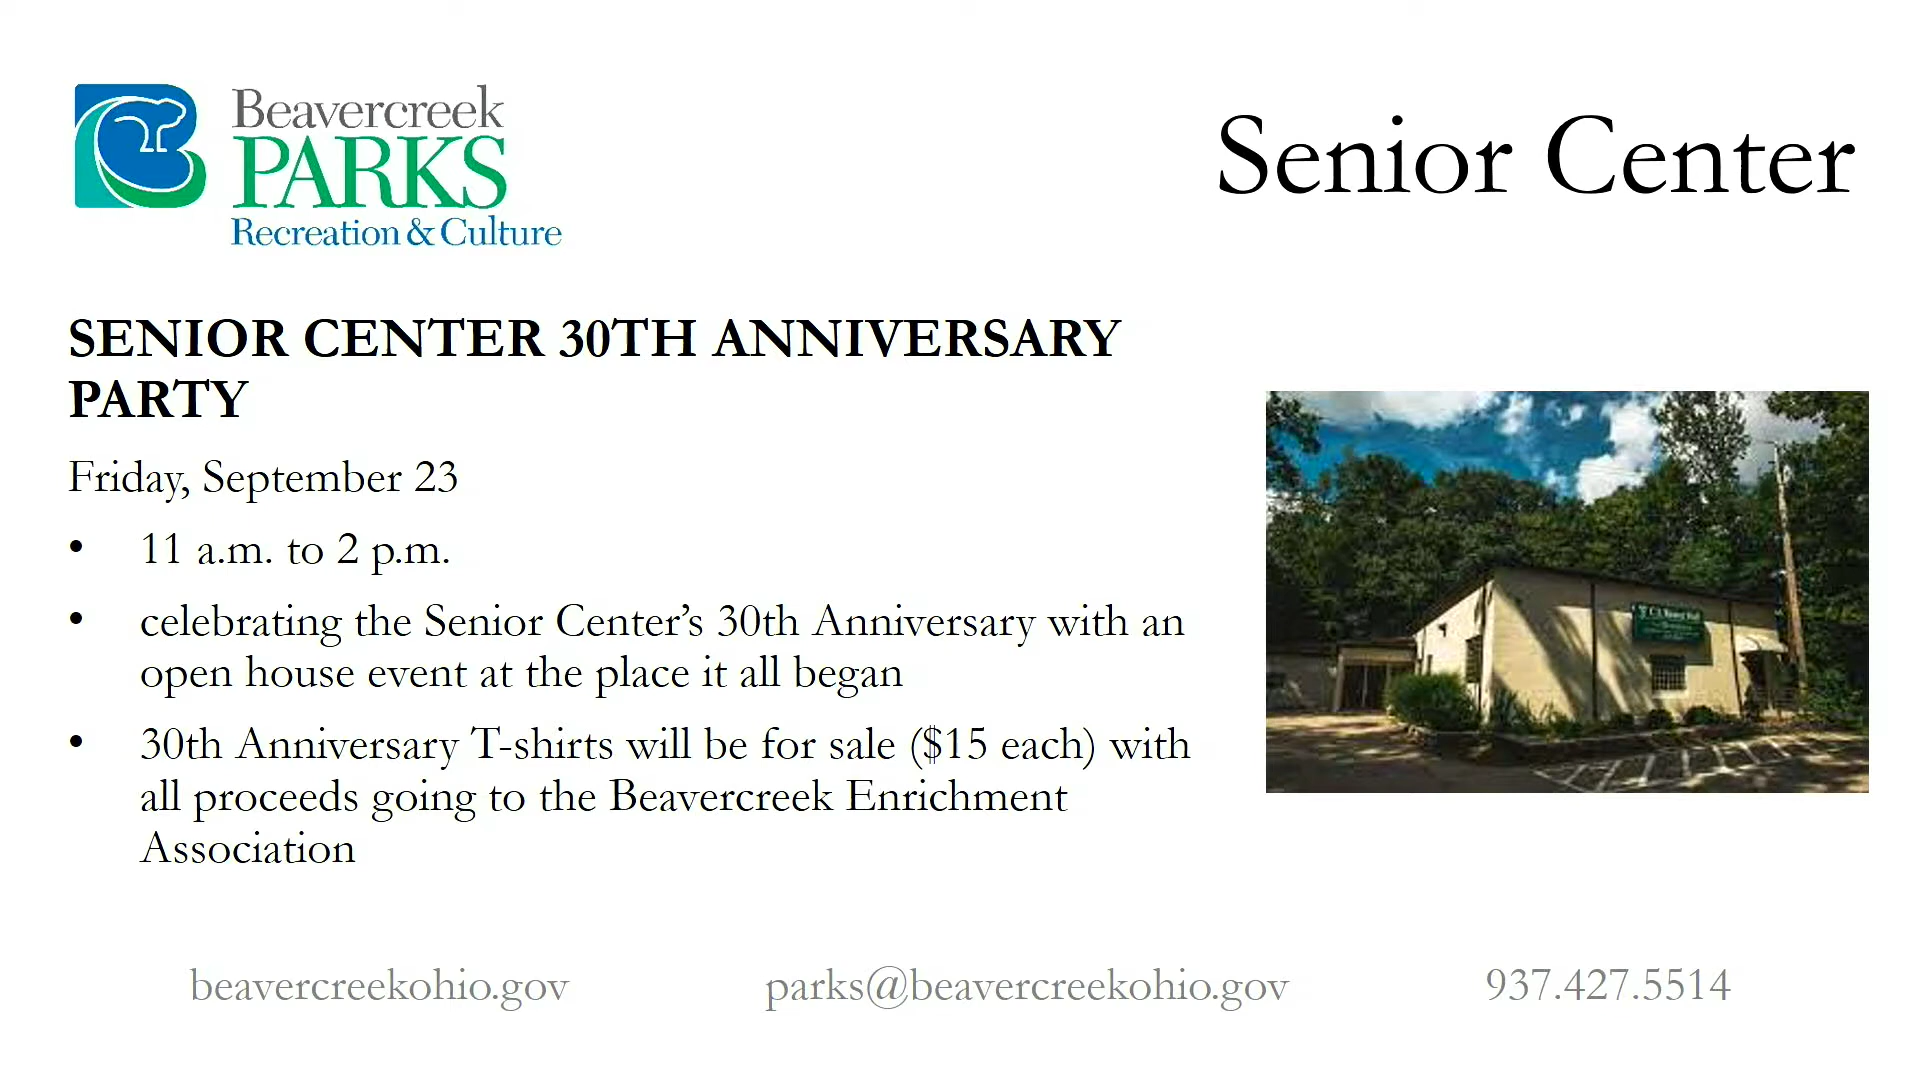 Beavercreek
PARKS
Recreation & Culture
Senior Center
SENIOR CENTER 30TH ANNIVERSARY
PARTY
Friday, September 23
• 11 a.m. to 2 p.m.
• celebrating the Senior Center’s 30th Anniversary with an
open house event at the place it all began
• 30th Anniversary T-shirts will be for sale ($15 each) with
all proceeds going to the Beavercreek Enrichment
Association
beavercreekohio.gov
parks@beavercreekohio.gov
937.427.5514